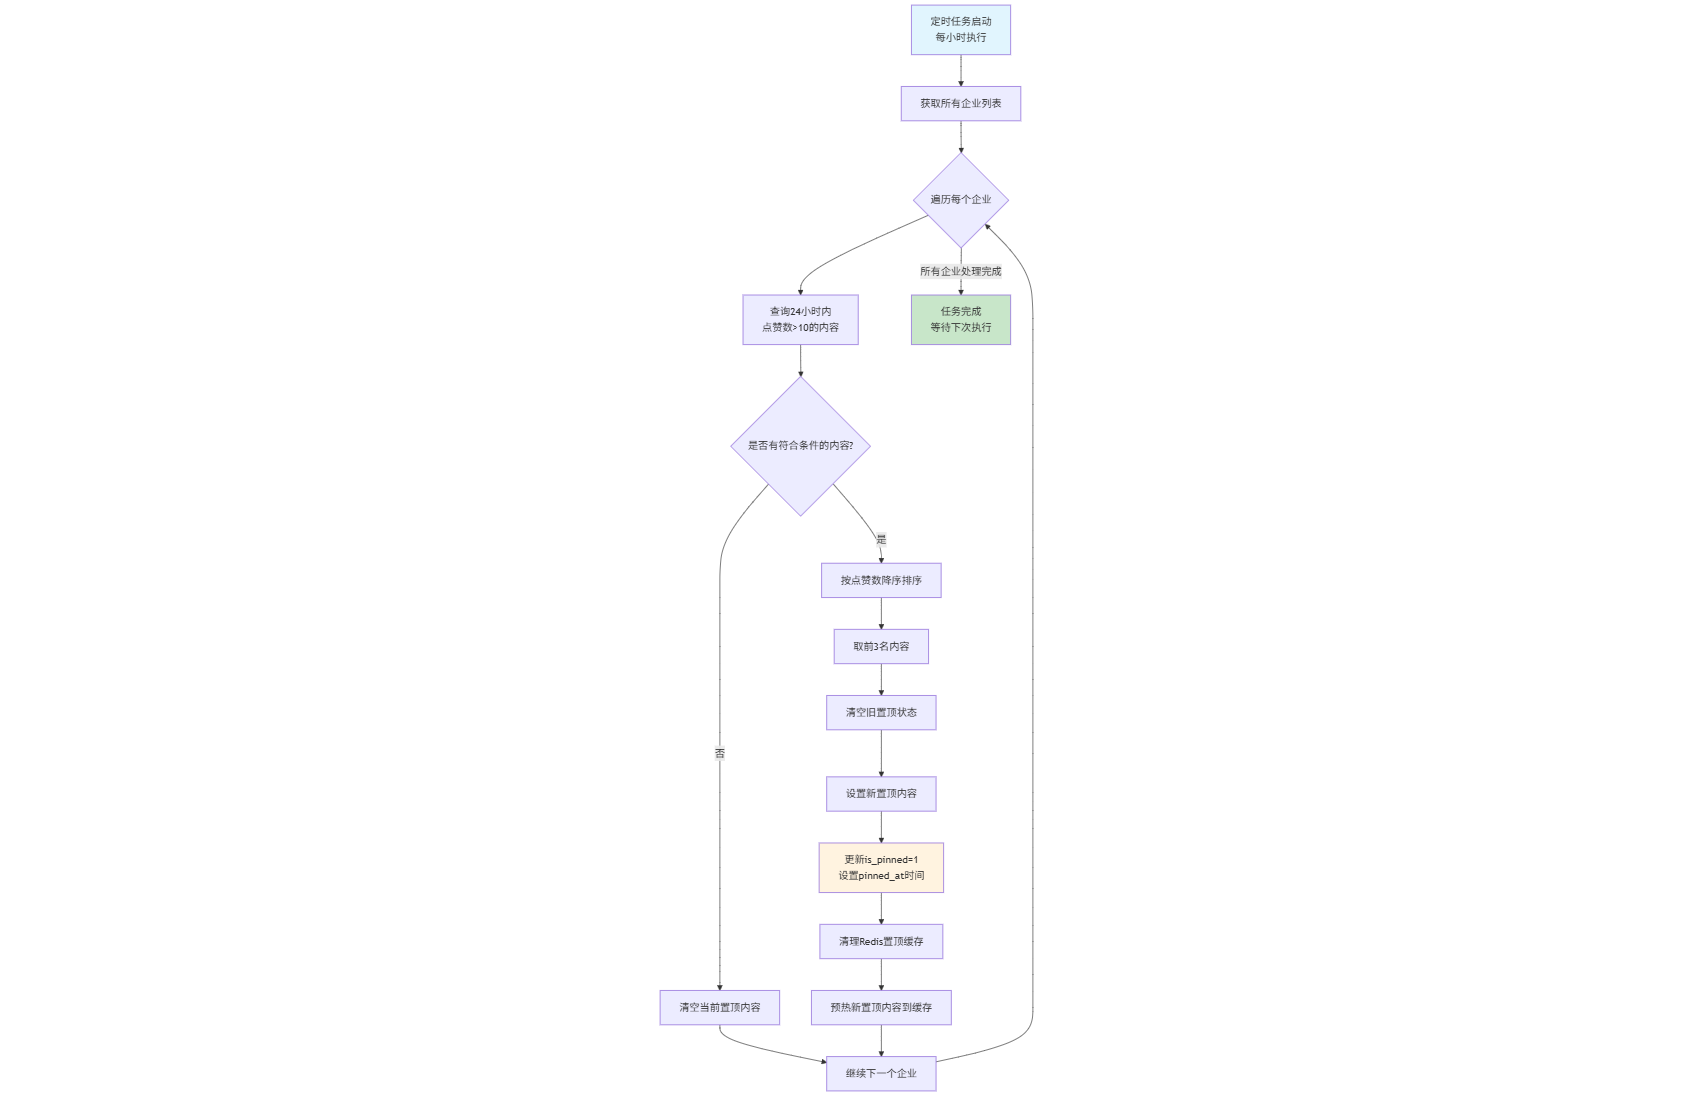 定时任务启动
每小时执行
获取所有企业列表
遍历每个企业
所有企业处理完成
查询24小时内
点赞数>10的内容
任务完成
等待下次执行
是否有符合条件的内容?
是
按点赞数降序排序
取前3名内容
清空旧置顶状态
否
设置新置顶内容
更新is_pinned=1
设置pinned_at时间
清理Redis置顶缓存
清空当前置顶内容
预热新置顶内容到缓存
继续下一个企业